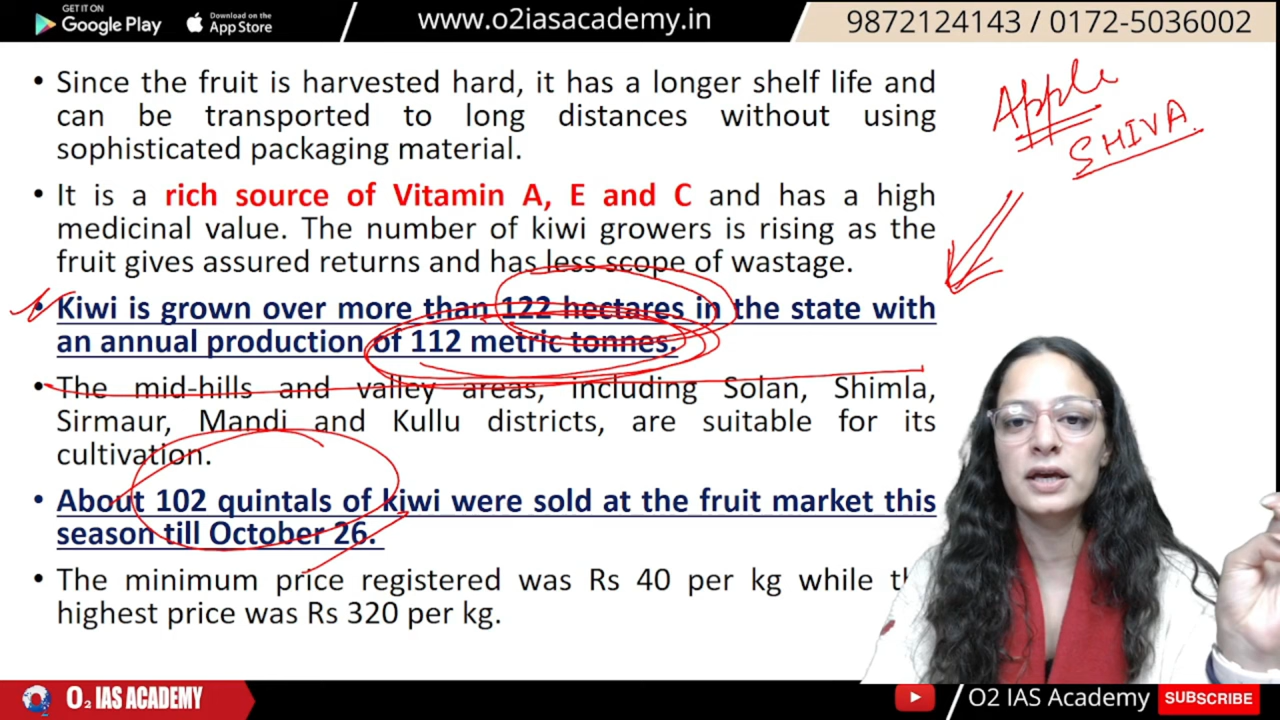 GET IT ON
Google Play
Download on the
App Store
www.o2iasacademy.in
9872124143 / 0172-5036002
• Since the fruit is harvested hard, it has a longer shelf life and
can be transported to long distances without using
sophisticated packaging material.
• It is a rich source of Vitamin A, E and C and has a high
medicinal value. The number of kiwi growers is rising as the
fruit gives assured returns and has less scope of wastage.
• Kiwi is grown over more than 122 hectares in the state with
an annual production of 112 metric tonnes.
• The mid-hills and valley areas, including Solan, Shimla,
Sirmaur, Mandi and Kullu districts, are suitable for its
cultivation.
• About 102 quintals of kiwi were sold at the fruit market this
season till October 26.
• The minimum price registered was Rs 40 per kg while th
highest price was Rs 320 per kg.
Apple
SHIVA
O₂ IAS ACADEMY
O2 IAS Academy
SUBSCRIBE